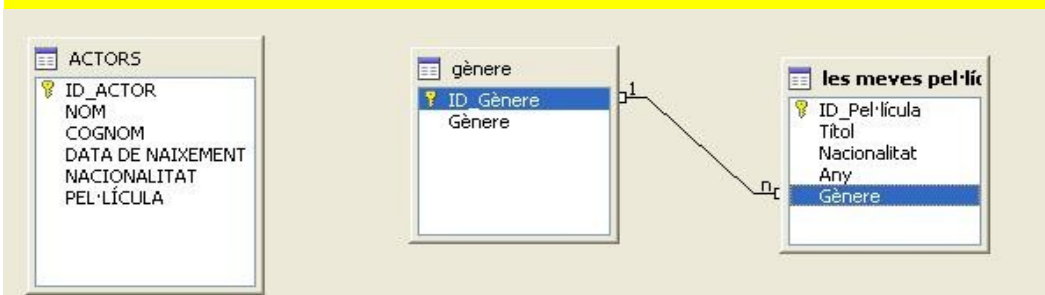 ACTORS
ID_ACTOR
NOM
COGNOM
DATA DE NAIXEMENT
NACIONALITAT
PEL·LÍCULA
gènere
ID_Gènere
Gènere
1
n
les meves pel·líc
ID_Pel·lícula
Títol
Nacionalitat
Any
Gènere